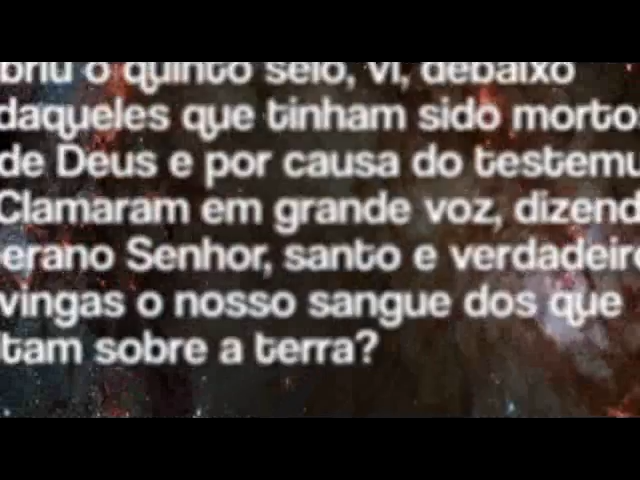 briu o quinto selo, vi, debaixo
daqueles que tinham sido morto
de Deus e por causa do testemu
Clamaram em grande voz, dizend
erano Senhor, santo e verdadeiro
vingas o nosso sangue dos que
tam sobre a terra?